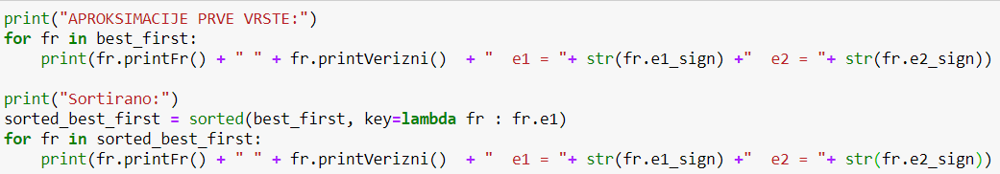 print("APROKSIMACIJE PRVE VRSTE:")
for fr in best_first:
    print(fr.printFr() + " " + fr.printVerizni()  + "  e1 = "+ str(fr.e1_sign) +"  e2 = "+ str(fr.e2_sign))

print("Sortirano:")
sorted_best_first = sorted(best_first, key=lambda fr : fr.e1)
for fr in sorted_best_first:
    print(fr.printFr() + " " + fr.printVerizni()  + "  e1 = "+ str(fr.e1_sign) +"  e2 = "+ str(fr.e2_sign))